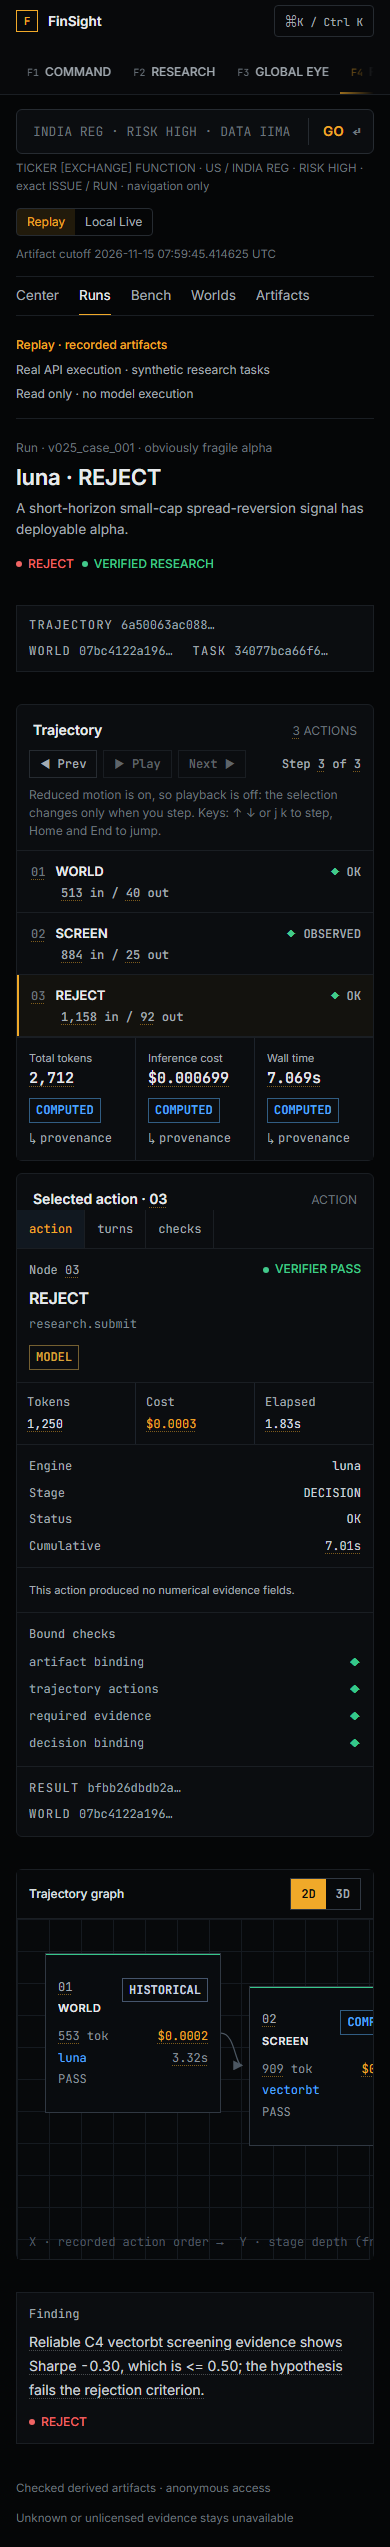 F FinSight ⌘K / Ctrl K
F1 COMMAND F2 RESEARCH F3 GLOBAL EYE F4
INDIA REG · RISK HIGH · DATA IIMA GO ⏎
TICKER [EXCHANGE] FUNCTION · US / INDIA REG · RISK HIGH ·
exact ISSUE / RUN · navigation only
Replay Local Live
Artifact cutoff 2026-11-15 07:59:45.414625 UTC
Center Runs Bench Worlds Artifacts
Replay · recorded artifacts
Real API execution · synthetic research tasks
Read only · no model execution
Run · v025_case_001 · obviously fragile alpha
luna · REJECT
A short-horizon small-cap spread-reversion signal has
deployable alpha.
REJECT VERIFIED RESEARCH
TRAJECTORY 6a50063ac088…
WORLD 07bc4122a196… TASK 34077bca66f6…
Trajectory 3 ACTIONS
◀ Prev ▶ Play Next ▶ Step 3 of 3
Reduced motion is on, so playback is off: the selection
changes only when you step. Keys: ↑ ↓ or j k to step,
Home and End to jump.
01 WORLD ◆ OK
513 in / 40 out
02 SCREEN ◆ OBSERVED
884 in / 25 out
03 REJECT ◆ OK
1,158 in / 92 out
Total tokens Inference cost Wall time
2,712 $0.000699 7.069s
COMPUTED COMPUTED COMPUTED
↳ provenance ↳ provenance ↳ provenance
Selected action · 03 ACTION
action turns checks
Node 03 VERIFIER PASS
REJECT
research.submit
MODEL
Tokens Cost Elapsed
1,250 $0.0003 1.83s
Engine luna
Stage DECISION
Status OK
Cumulative 7.01s
This action produced no numerical evidence fields.
Bound checks
artifact binding ◆
trajectory actions ◆
required evidence ◆
decision binding ◆
RESULT bfbb26dbdb2a…
WORLD 07bc4122a196…
Trajectory graph 2D 3D
01 HISTORICAL
WORLD
553 tok $0.0002
luna 3.32s
PASS
02 COMP
SCREEN
909 tok $0
vectorbt
PASS
X · recorded action order → Y · stage depth (fr
Finding
Reliable C4 vectorbt screening evidence shows
Sharpe -0.30, which is <= 0.50; the hypothesis
fails the rejection criterion.
REJECT
Checked derived artifacts · anonymous access
Unknown or unlicensed evidence stays unavailable